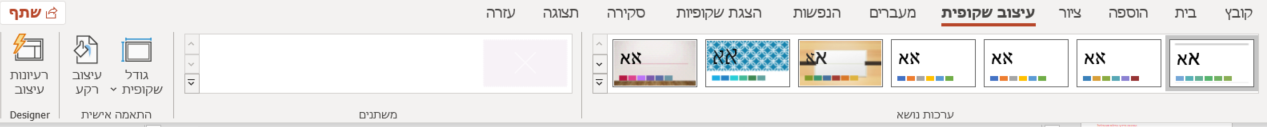 קובץ בית הוספה ציור עיצוב שקופית מעברים הנפשות הצגת שקופיות סקירה תצוגה עזרה שתף
אא אא אא אא אא אא אא
גודל שקופית
עיצוב רקע
רעיונות עיצוב
ערכות נושא משתנים התאמה אישית Designer